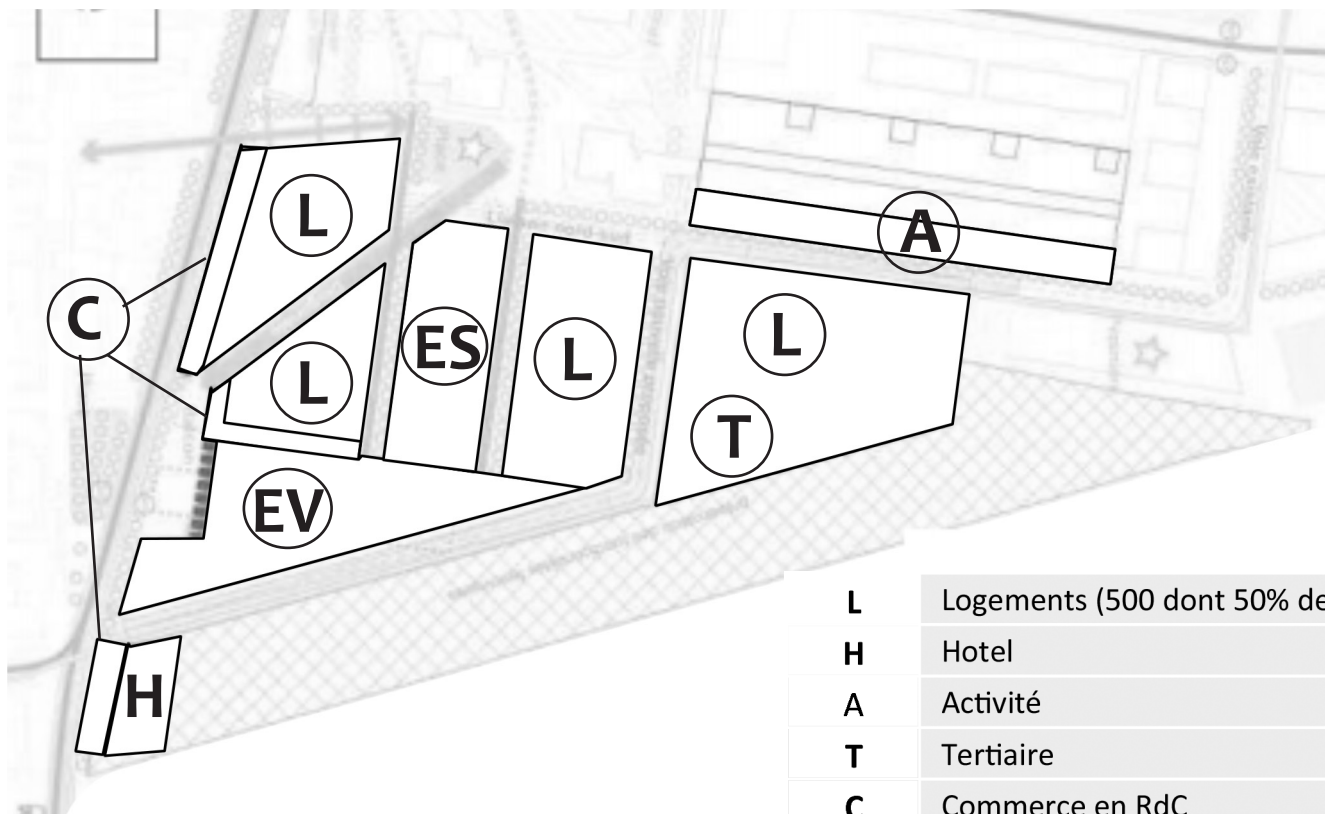 L
A
C
L
ES
L
L
T
EV
H
L Logements (500 dont 50% de
H Hotel
A Activité
T Tertiaire
C Commerce en RdC